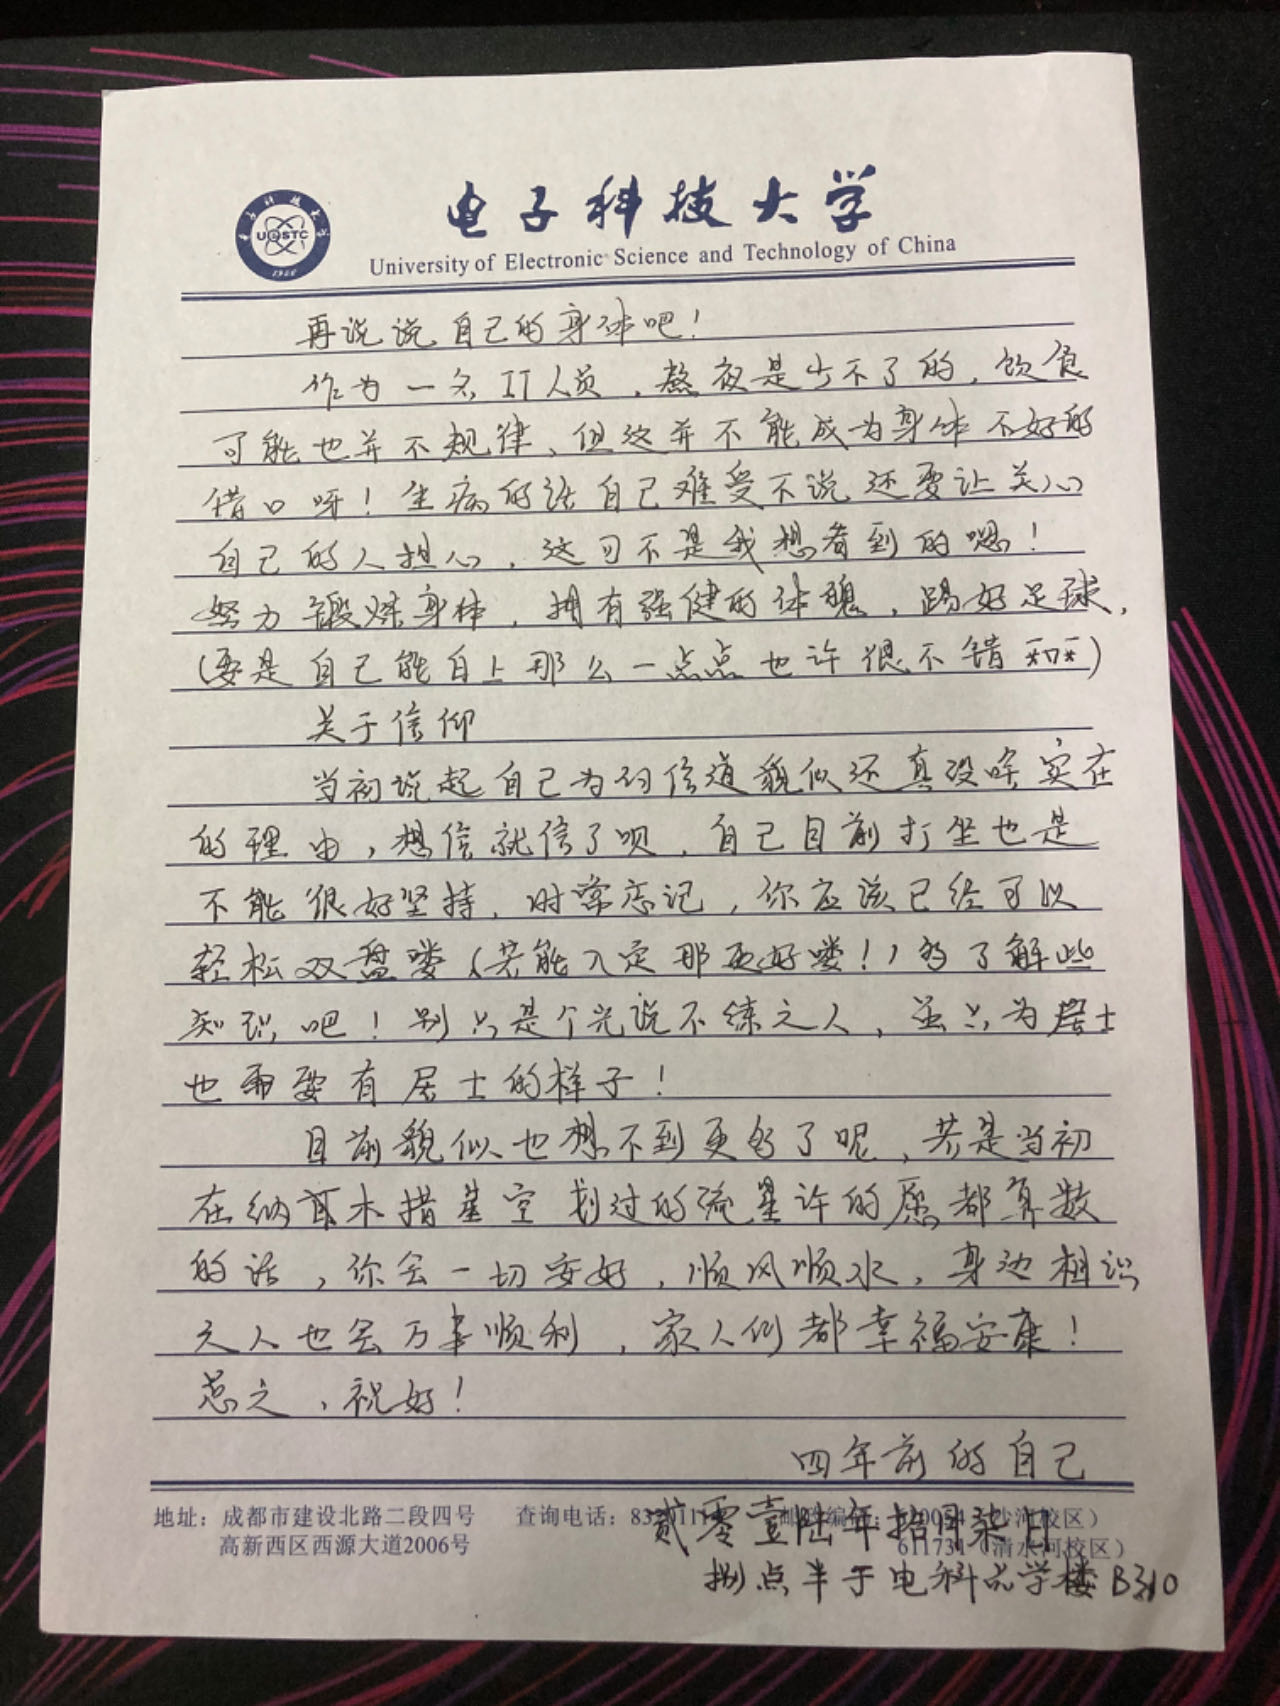 电子科技大学
University of Electronic Science and Technology of China
UESTC
1956
再说说自己的身体吧！
作为一名IT人员，熬夜是少不了的，饮食
可能也并不规律，但这并不能成为身体不好的
借口呀！生病的话自己难受不说还要让关心
自己的人担心，这可不是我想看到的嗯！
努力锻炼身体，拥有强健的体魄，踢好足球，
（要是自己能白上那么一点点也许很不错）
关于信仰
当初说起自己为何信道貌似还真没啥实在
的理由，想信就信了呗，自己目前打坐也是
不能很好坚持，时常忘记，你应该已经可以
轻松双盘喽（若能入定那更好喽！）多了解些
知识吧！别只是个光说不练之人，虽只为居士
也需要有居士的样子！
目前貌似也想不到更多了呢，若是当初
在纳木措星空划过的流星许的愿都算数
的话，你会一切安好，顺风顺水，身边相识
之人也会万事顺利，家人们都幸福安康！
总之，祝好！
四年前的自己
地址：成都市建设北路二段四号 查询电话：
高新西区西源大道2006号 611731（清水河校区）
贰零壹陆年拾月柒日
捌点半于电科品学楼B310